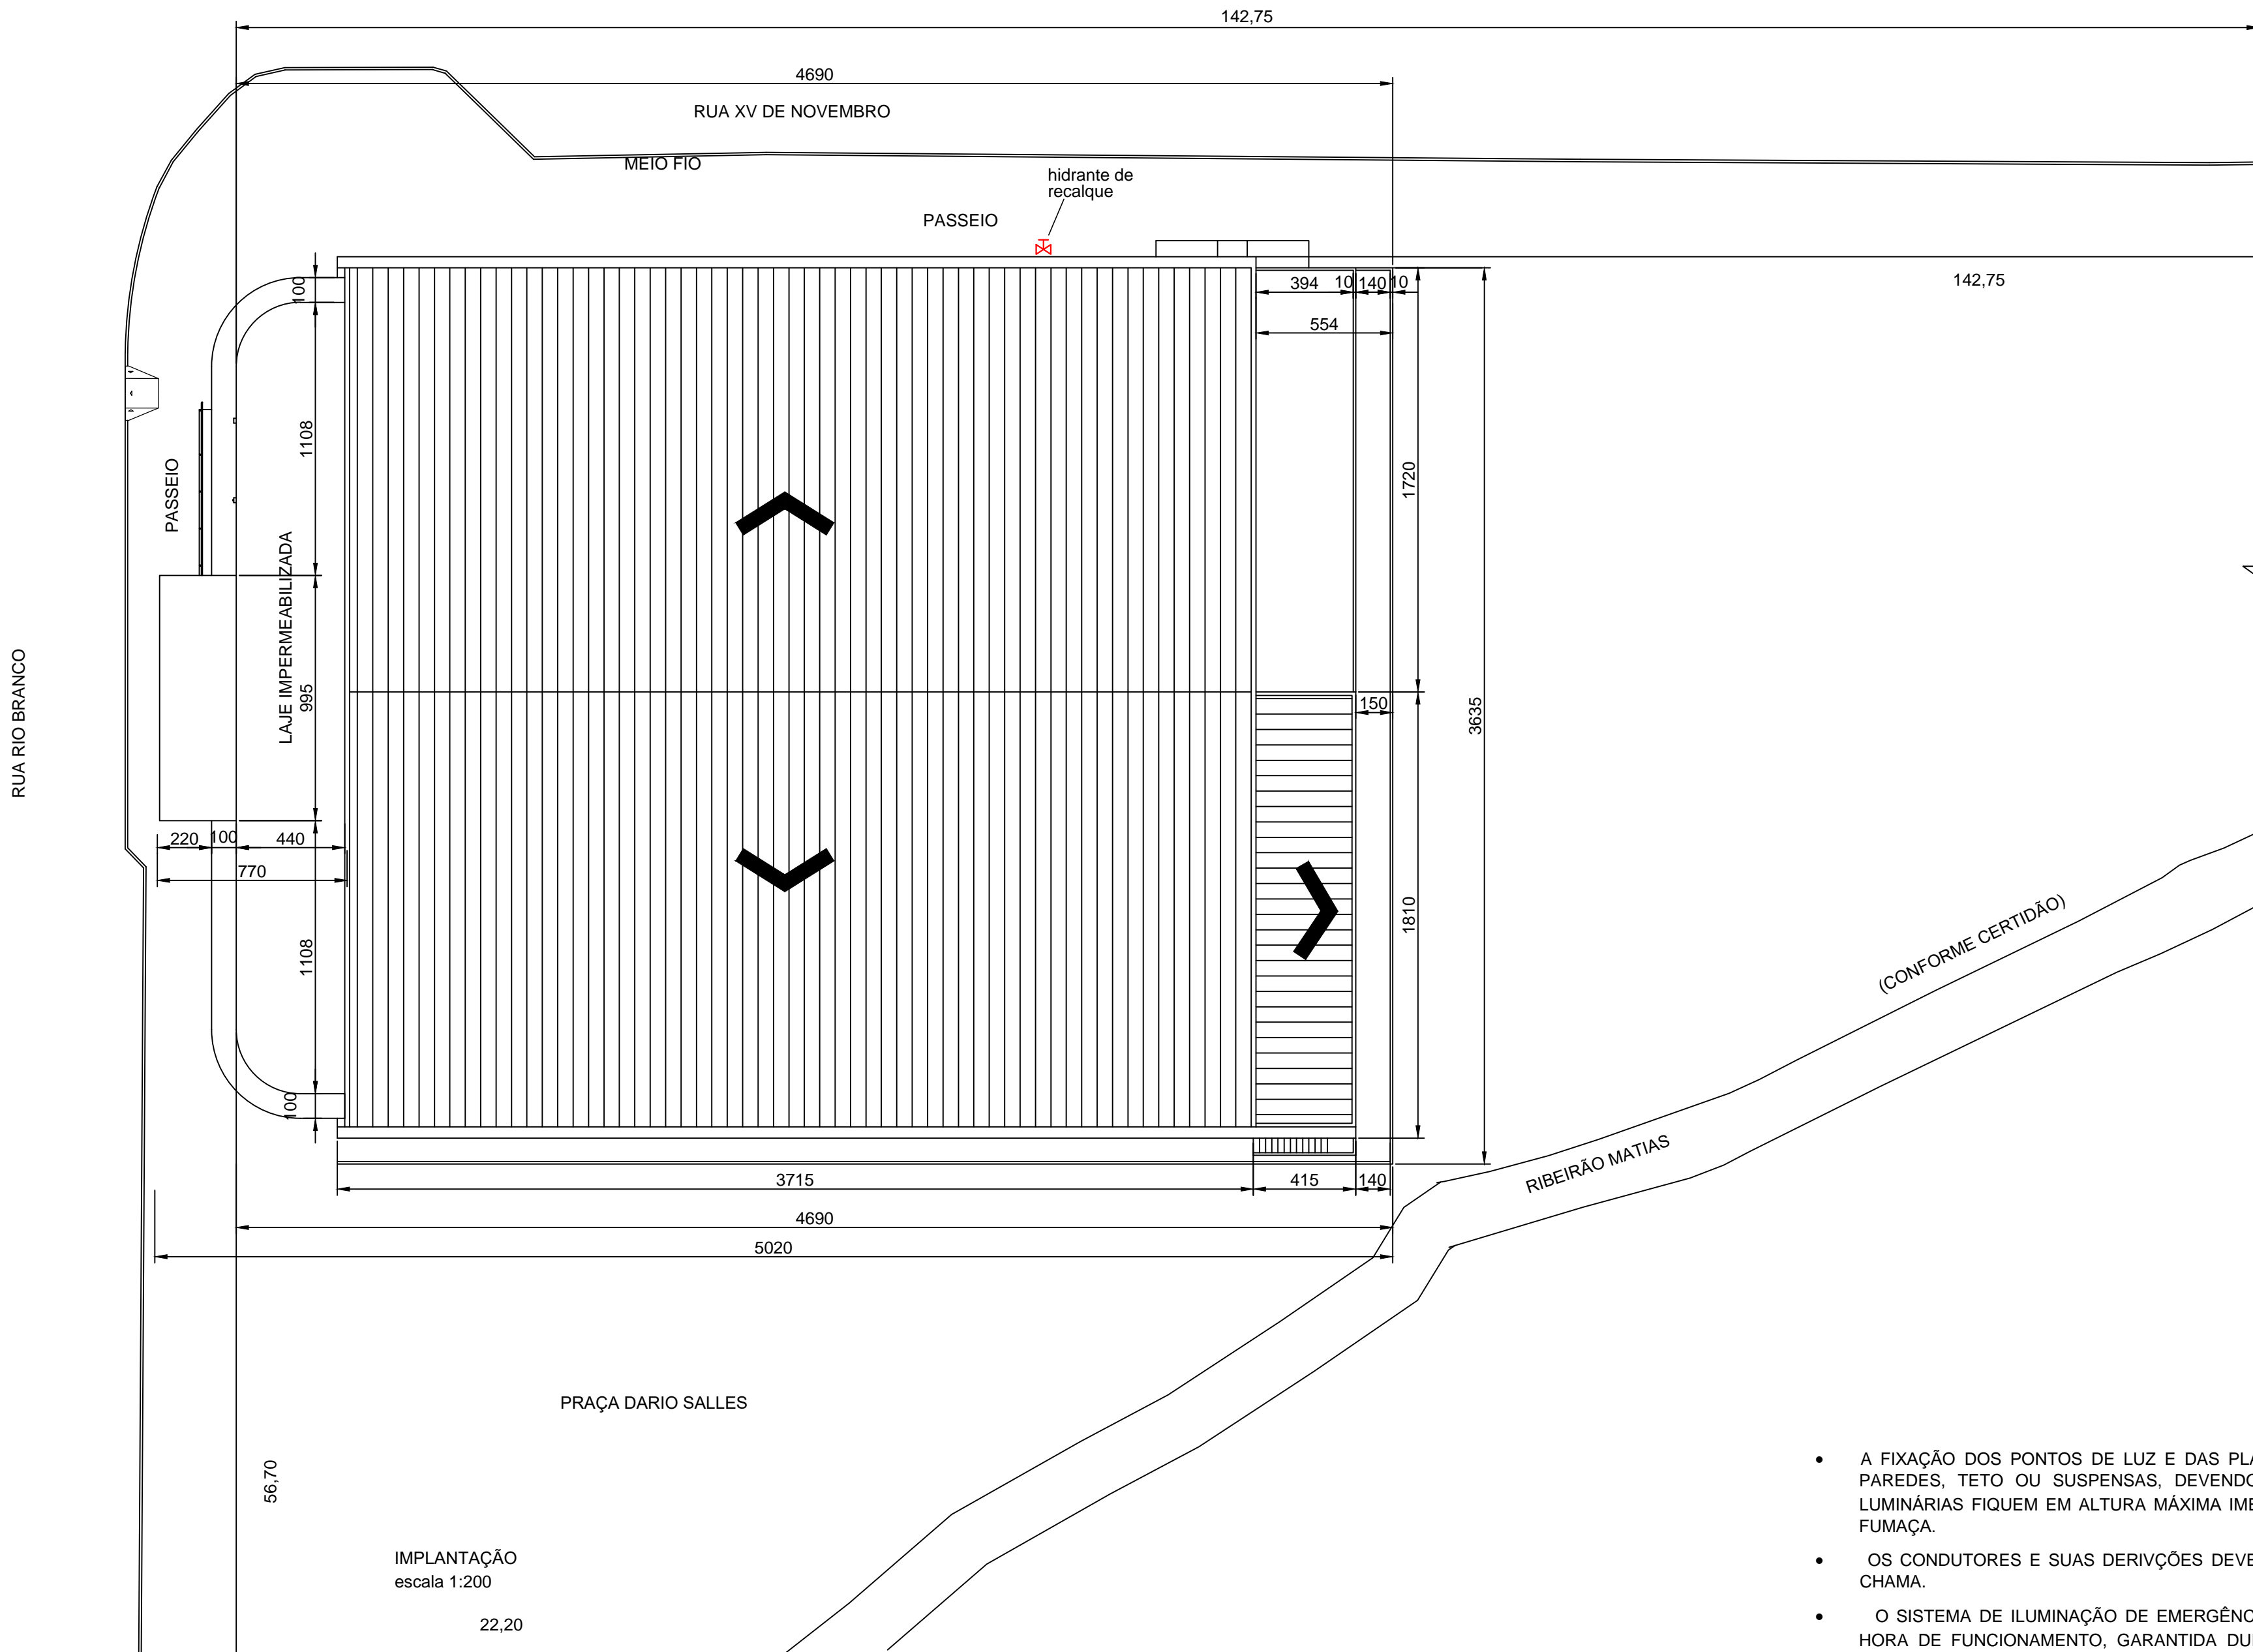 142,75
4690
RUA XV DE NOVEMBRO
MEIO FIO
hidrante de
recalque
PASSEIO
100
394
10
140
10
142,75
554
1108
PASSEIO
1720
LAJE IMPERMEABILIZADA
995
RUA RIO BRANCO
150
3635
220
100
440
770
1810
1108
(CONFORME CERTIDÃO)
100
RIBEIRÃO MATIAS
3715
415
140
4690
5020
PRAÇA DARIO SALLES
56,70
IMPLANTAÇÃO
escala 1:200
22,20
• A FIXAÇÃO DOS PONTOS DE LUZ E DAS
PAREDES, TETO OU SUSPENSAS,
LUMINÁRIAS FIQUEM EM ALTURA MÁXIMA
FUMAÇA.
• OS CONDUTORES E SUAS DERIVÇÕES
CHAMA.
• O SISTEMA DE ILUMINAÇÃO DE
HORA DE FUNCIONAMENTO, GARANTIDA